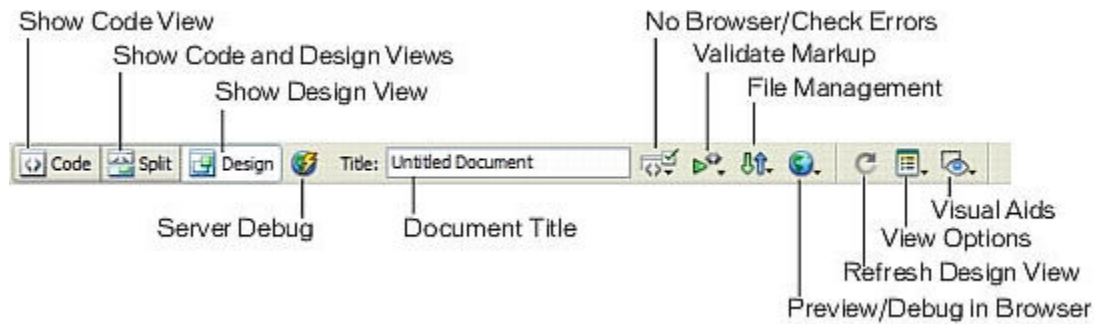 Show Code View
No Browser/Check Errors
Show Code and Design Views
Validate Markup
Show Design View
File Management
Code
Split
Design
Title:
Untitled Document
Server Debug
Document Title
Visual Aids
View Options
Refresh Design View
Preview/Debug in Browser